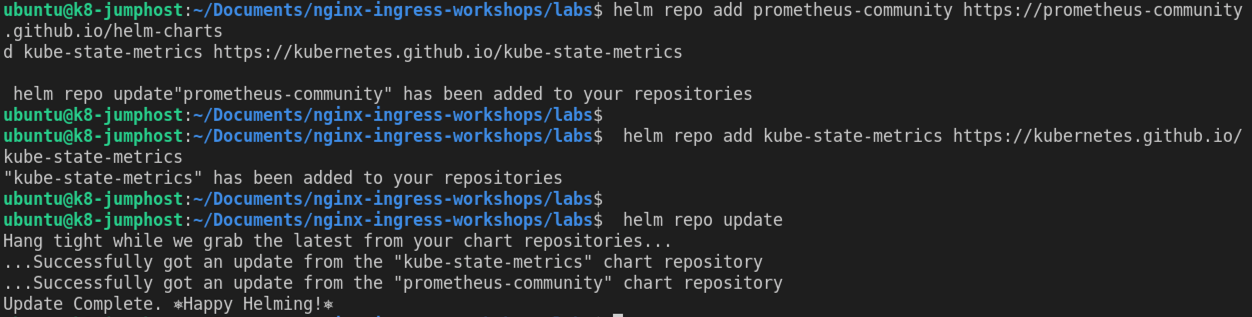 ubuntu@k8-jumphost:~/Documents/nginx-ingress-workshops/labs$ helm repo add prometheus-community https://prometheus-community
.github.io/helm-charts
d kube-state-metrics https://kubernetes.github.io/kube-state-metrics
 helm repo update"prometheus-community" has been added to your repositories
ubuntu@k8-jumphost:~/Documents/nginx-ingress-workshops/labs$
ubuntu@k8-jumphost:~/Documents/nginx-ingress-workshops/labs$  helm repo add kube-state-metrics https://kubernetes.github.io/
kube-state-metrics
"kube-state-metrics" has been added to your repositories
ubuntu@k8-jumphost:~/Documents/nginx-ingress-workshops/labs$
ubuntu@k8-jumphost:~/Documents/nginx-ingress-workshops/labs$  helm repo update
Hang tight while we grab the latest from your chart repositories...
...Successfully got an update from the "kube-state-metrics" chart repository
...Successfully got an update from the "prometheus-community" chart repository
Update Complete. ⎈Happy Helming!⎈